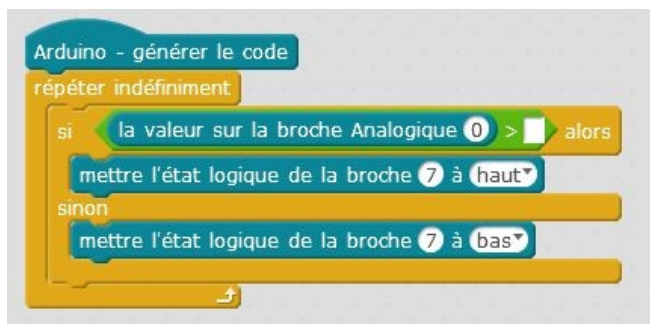 Arduino - générer le code
répéter indéfiniment
si la valeur sur la broche Analogique 0 > alors
mettre l'état logique de la broche 7 à haut
sinon
mettre l'état logique de la broche 7 à bas